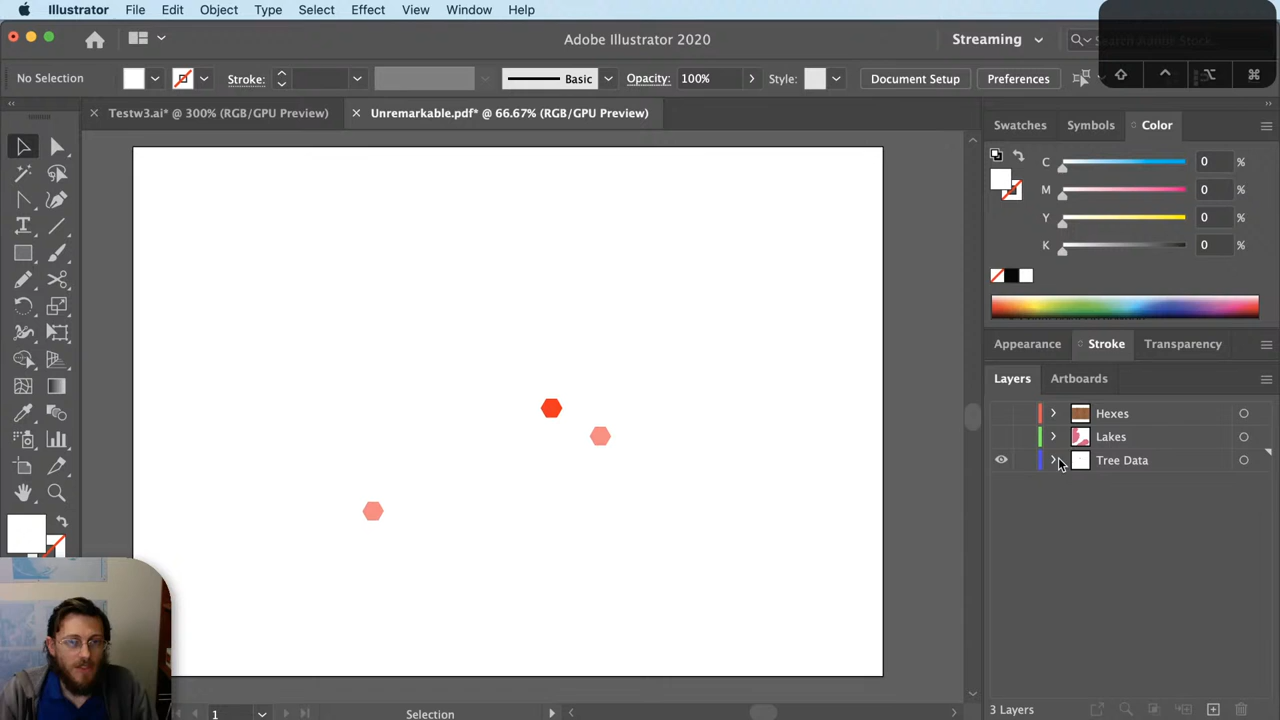 Illustrator File Edit Object Type Select Effect View Window Help
Adobe Illustrator 2020
Streaming
Search Adobe Stock
No Selection Stroke: Basic Opacity: 100% Style: Document Setup Preferences
Testw3.ai* @ 300% (RGB/GPU Preview) Unremarkable.pdf* @ 66.67% (RGB/GPU Preview)
Swatches Symbols Color
C 0 %
M 0 %
Y 0 %
K 0 %
Appearance Stroke Transparency
Layers Artboards
Hexes
Lakes
Tree Data
1 Selection 3 Layers